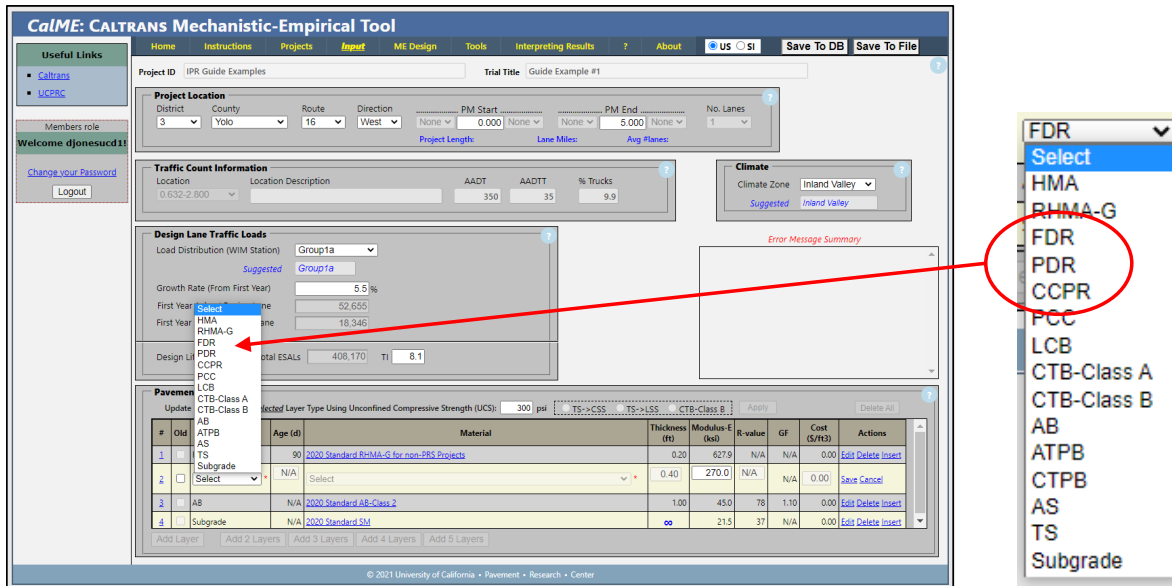 CalME: CALTRANS Mechanistic-Empirical Tool
Useful Links
Caltrans
UCPRC
Members role
Welcome djonesucd1!
Change your Password
Logout
Home Instructions Projects Input ME Design Tools Interpreting Results ? About US SI Save To DB Save To File
Project ID IPR Guide Examples Trial Title Guide Example #1 ?
Project Location ?
District County Route Direction PM Start PM End No. Lanes
3 Yolo 16 West None 0.000 None None 5.000 None 1
Project Length: Lane Miles: Avg #lanes:
Traffic Count Information ?
Location Location Description AADT AADTT % Trucks
0.632-2.800 350 35 9.9
Climate ?
Climate Zone Inland Valley
Suggested Inland Valley
Design Lane Traffic Loads ?
Load Distribution (WIM Station) Group1a
Suggested Group1a
Growth Rate (From First Year) 5.5 %
First Year ne 52,655
First Year ane 18,346
Design Li otal ESALs 408,170 TI 8.1
Error Message Summary
Select
HMA
RHMA-G
FDR
PDR
CCPR
PCC
LCB
CTB-Class A
CTB-Class B
AB
ATPB
AS
TS
Subgrade
Pavemen ?
Update elected Layer Type Using Unconfined Compressive Strength (UCS): 300 psi TS->CSS TS->LSS CTB-Class B Apply Delete All
# Old Age (d) Material Thickness (ft) Modulus-E (ksi) R-value GF Cost ($/ft3) Actions
1 90 2020 Standard RHMA-G for non-PRS Projects 0.20 627.9 N/A N/A 0.00 Edit Delete Insert
2 Select * N/A Select * 0.40 270.0 N/A N/A 0.00 Save Cancel
3 AB N/A 2020 Standard AB-Class 2 1.00 45.0 78 1.10 0.00 Edit Delete Insert
4 Subgrade N/A 2020 Standard SM ∞ 21.5 37 N/A 0.00 Edit Delete Insert
Add Layer Add 2 Layers Add 3 Layers Add 4 Layers Add 5 Layers
© 2021 University of California • Pavement • Research • Center
FDR
Select
HMA
RHMA-G
FDR
PDR
CCPR
PCC
LCB
CTB-Class A
CTB-Class B
AB
ATPB
CTPB
AS
TS
Subgrade